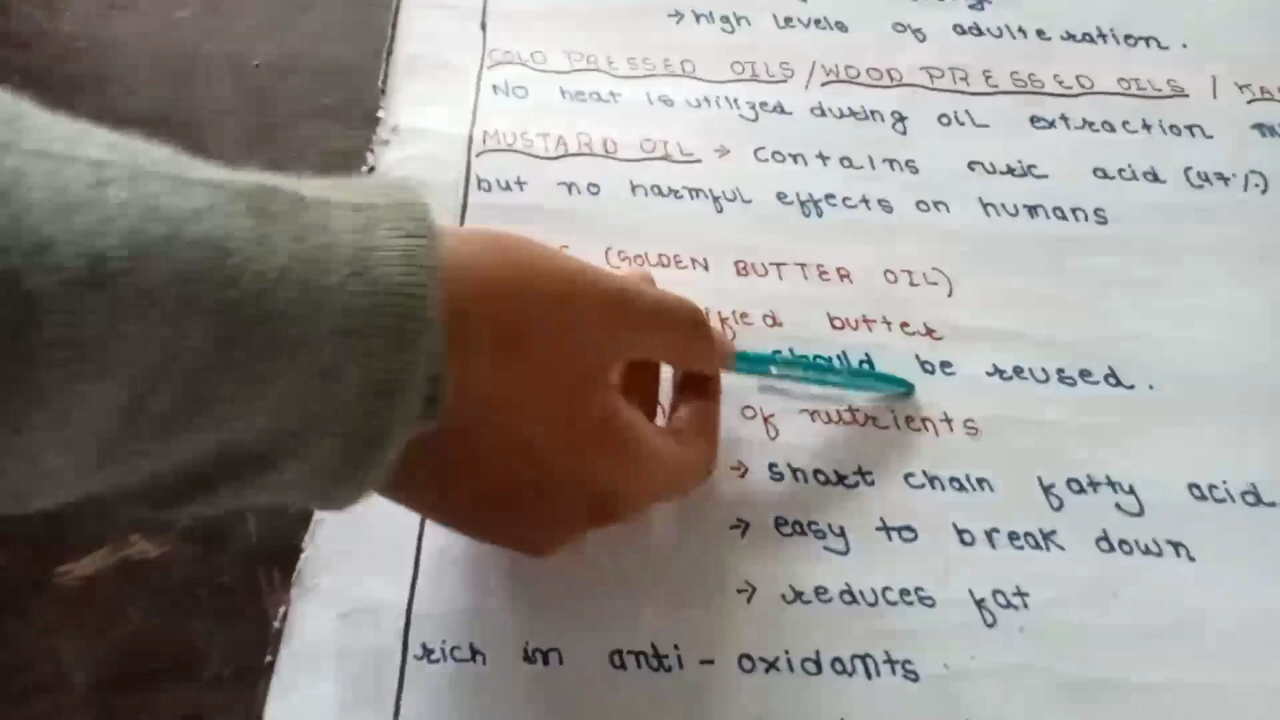 → high levels of adulteration.
COLD PRESSED OILS / WOOD PRESSED OILS /
No heat is utilized during oil extraction
MUSTARD OIL → contains ruric acid (47%)
but no harmful effects on humans
(GOLDEN BUTTER OIL)
butter
should be reused.
of nutrients
→ short chain fatty acid
→ easy to break down
→ reduces fat
rich in anti-oxidants